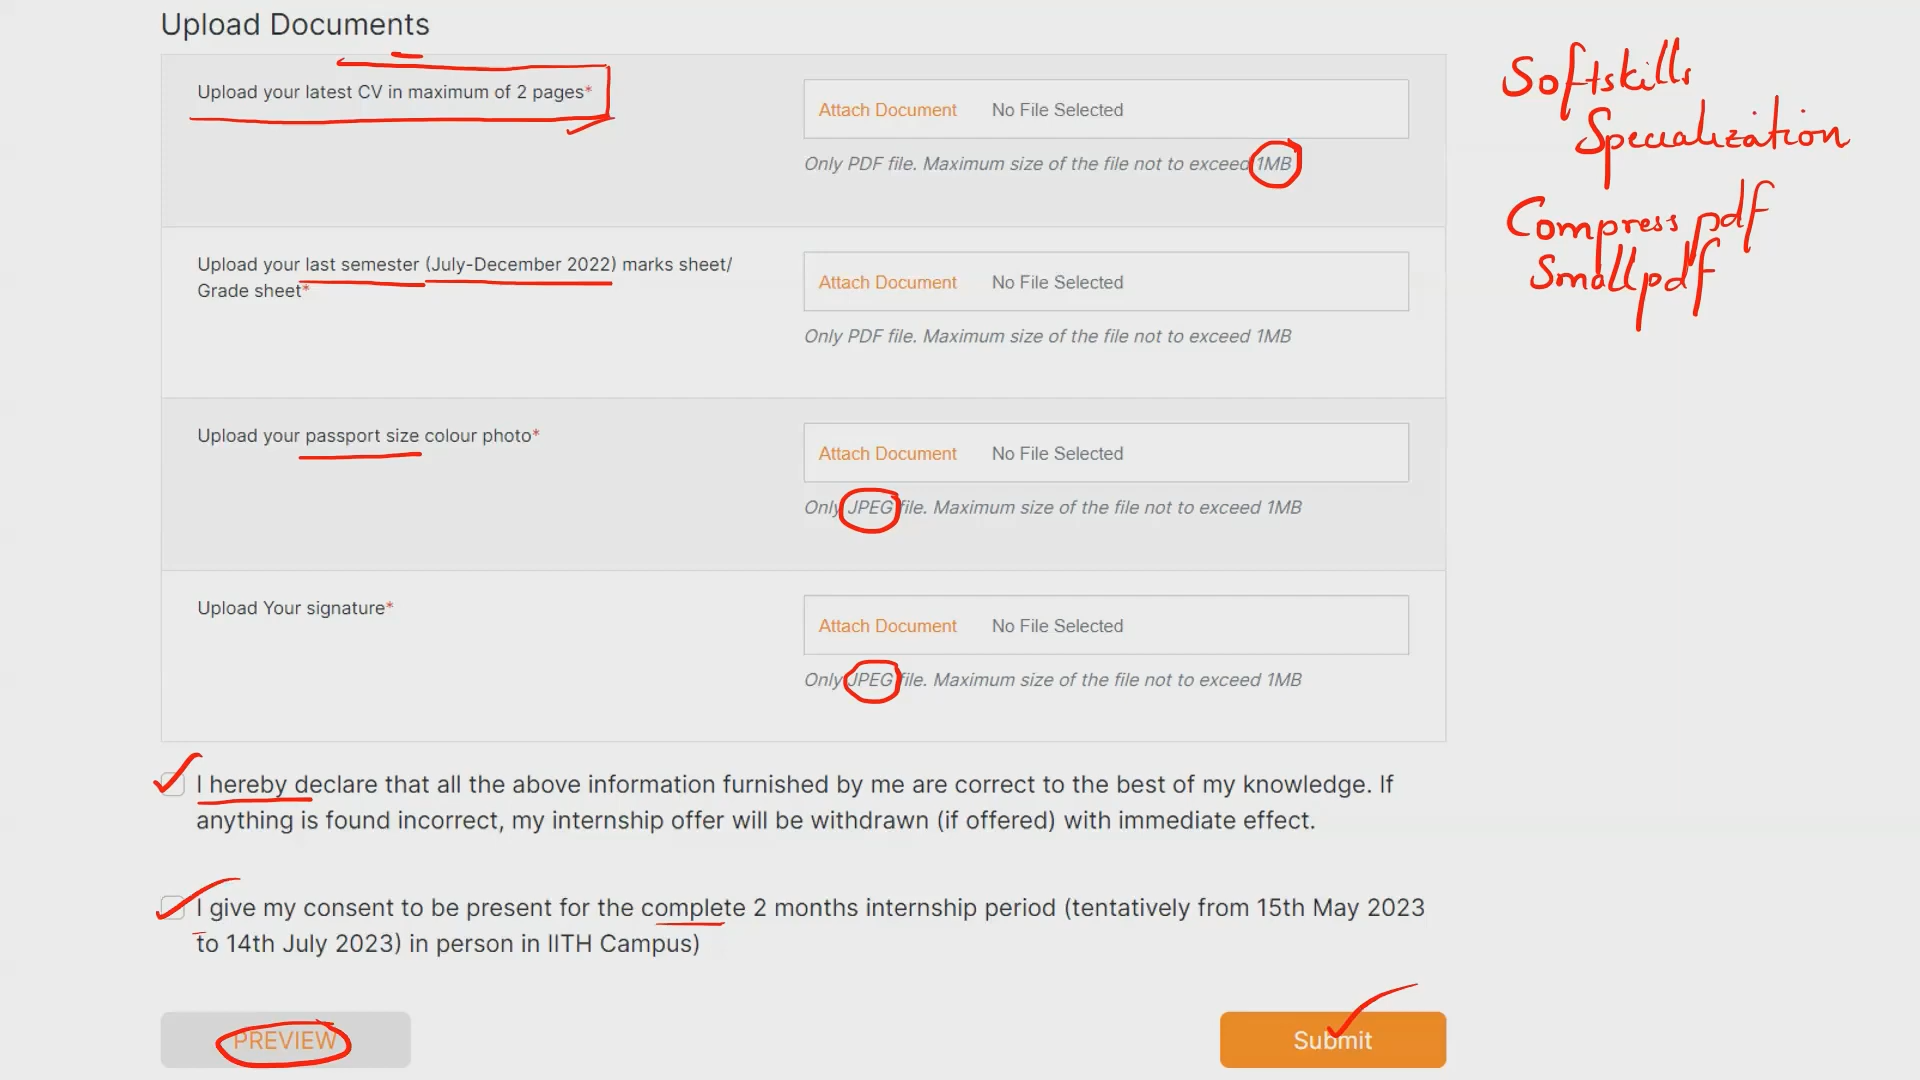 Upload Documents
Upload your latest CV in maximum of 2 pages*
Attach Document No File Selected
Only PDF file. Maximum size of the file not to exceed 1MB
Upload your last semester (July-December 2022) marks sheet/
Grade sheet*
Attach Document No File Selected
Only PDF file. Maximum size of the file not to exceed 1MB
Upload your passport size colour photo*
Attach Document No File Selected
Only JPEG file. Maximum size of the file not to exceed 1MB
Upload Your signature*
Attach Document No File Selected
Only JPEG file. Maximum size of the file not to exceed 1MB
I hereby declare that all the above information furnished by me are correct to the best of my knowledge. If
anything is found incorrect, my internship offer will be withdrawn (if offered) with immediate effect.
I give my consent to be present for the complete 2 months internship period (tentatively from 15th May 2023
to 14th July 2023) in person in IITH Campus)
PREVIEW
Submit
Softskills
Specialization
Compress pdf
Smallpdf